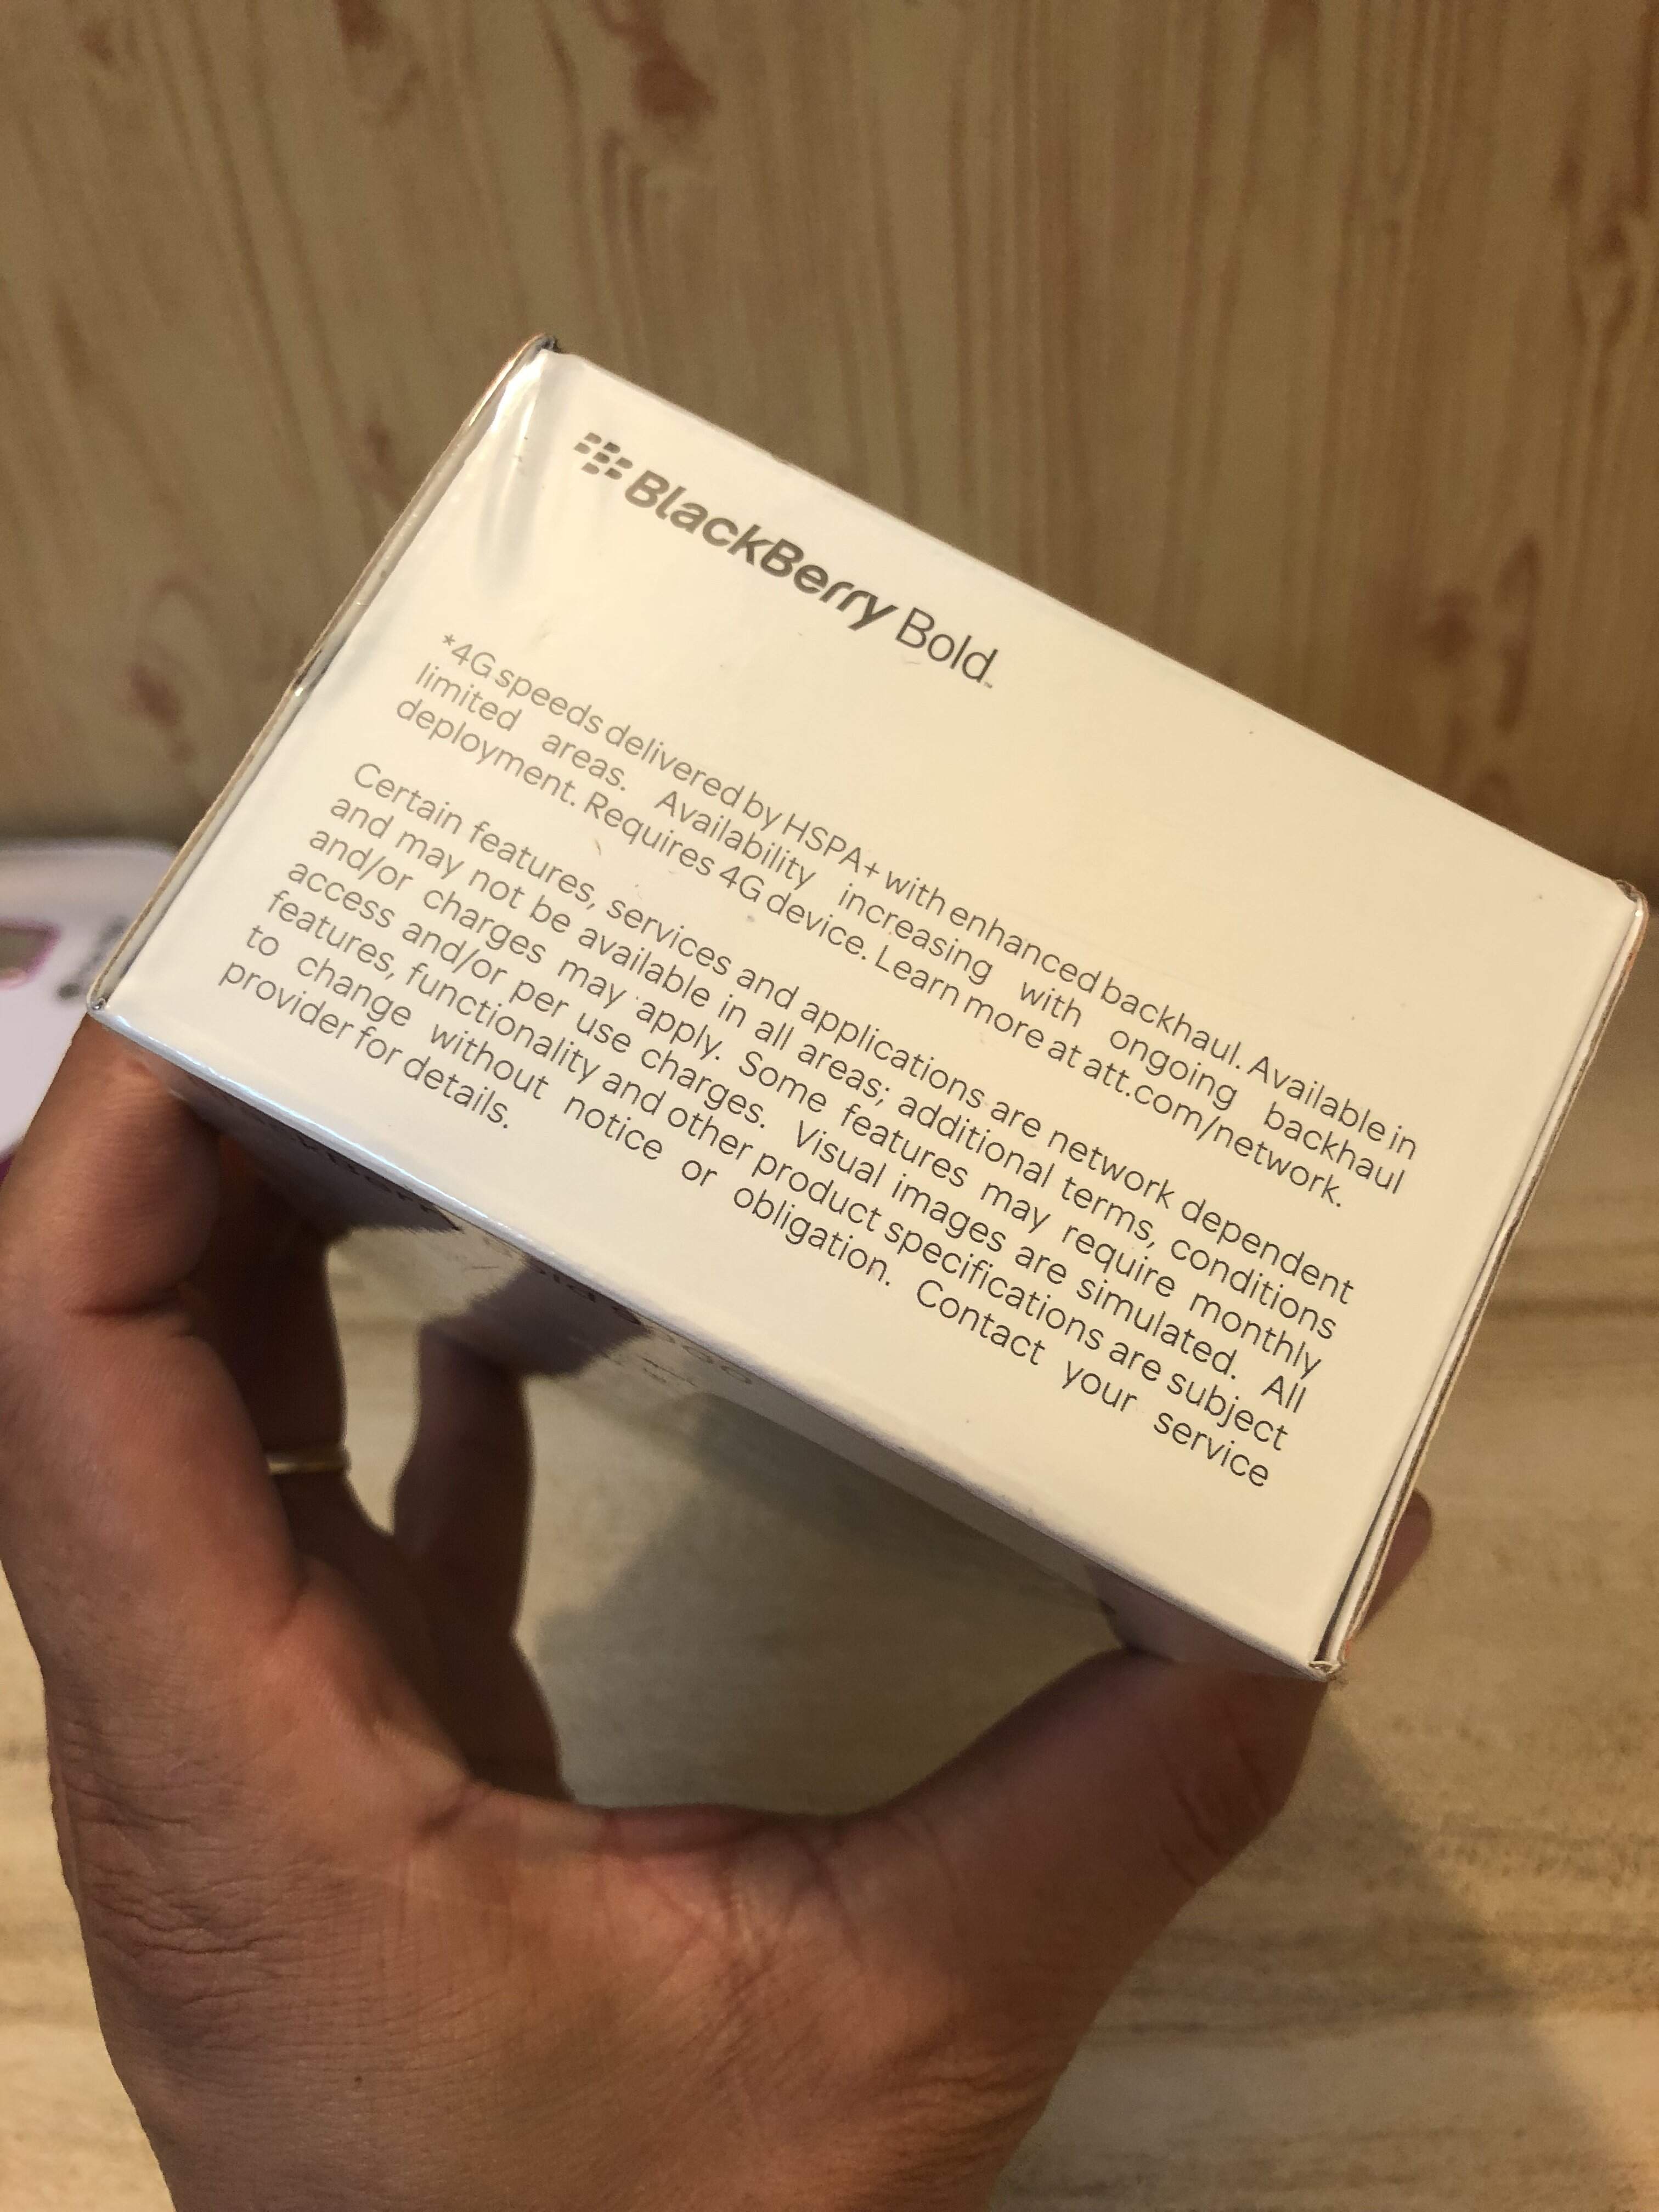 BlackBerry Bold™
*4G speeds delivered by HSPA+ with enhanced backhaul. Available in
limited areas. Availability increasing with ongoing backhaul
deployment. Requires 4G device. Learn more at att.com/network.
Certain features, services and applications are network dependent
and may not be available in all areas; additional terms, conditions
and/or charges may apply. Some features may require monthly
access and/or per use charges. Visual images are simulated. All
features, functionality and other product specifications are subject
to change without notice or obligation. Contact your service
provider for details.